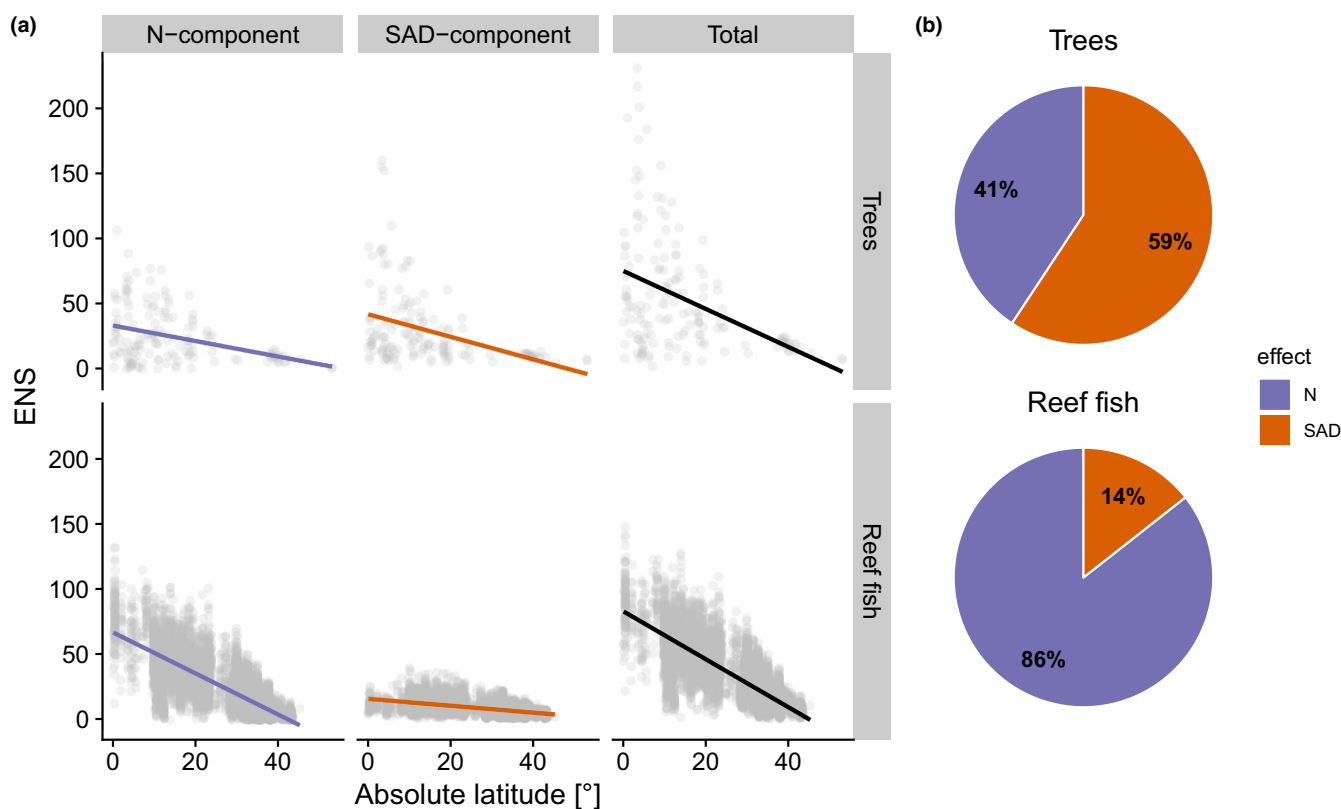 (a)
N−component
SAD−component
Total
200
150
100
50
0
Trees
ENS
200
150
100
50
0
Reef fish
0
20
40
0
20
40
0
20
40
Absolute latitude [°]
(b)
Trees
41%
59%
Reef fish
14%
86%
effect
N
SAD